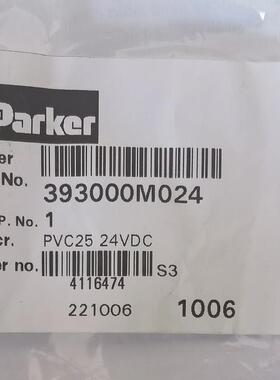 Parker
er
No. 393000M024
P. No. 1
cr. PVC25 24VDC
er no.
4116474 S3
221006 1006